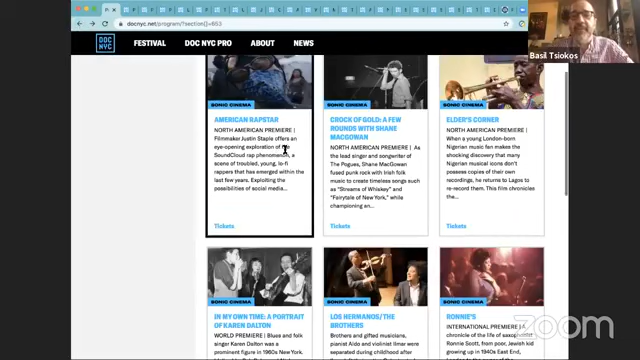 docnyc.net/program/?section[]=653
Basil Tsiokos
DOC
NYC
FESTIVAL
DOC NYC PRO
ABOUT
NEWS
SONIC CINEMA
AMERICAN RAPSTAR
NORTH AMERICAN PREMIERE |
Filmmaker Justin Staple offers an
eye-opening exploration of
SoundCloud rap phenomenon, a
scene of troubled, young, lo-fi
rappers that has emerged within the
last few years. Exploiting the
possibilities of social media...
Tickets
SONIC CINEMA
CROCK OF GOLD: A FEW
ROUNDS WITH SHANE
MACGOWAN
NORTH AMERICAN PREMIERE | As
the lead singer and songwriter of
The Pogues, Shane MacGowan
fused punk rock with Irish folk
music to create timeless songs such
as "Streams of Whiskey" and
"Fairytale of New York," while
championing an...
Tickets
SONIC CINEMA
ELDER'S CORNER
NORTH AMERICAN PREMIERE |
When a young London-born
Nigerian music fan makes the
shocking discovery that many
Nigerian musical icons don't
possess copies of their own
recordings, he returns to Lagos to
re-record them. This film chronicles
the...
Tickets
SONIC CINEMA
IN MY OWN TIME: A PORTRAIT
OF KAREN DALTON
WORLD PREMIERE | Blues and folk
singer Karen Dalton was a
prominent figure in 1960s New York.
SONIC CINEMA
LOS HERMANOS/THE
BROTHERS
Brothers and gifted musicians,
pianist Aldo and violinist Ilmar were
separated during childhood after
SONIC CINEMA
RONNIE'S
INTERNATIONAL PREMIERE |
chronicle of the life of saxophonist
Ronnie Scott, from poor, Jewish kid
growing up in 1940s East End,
zoom